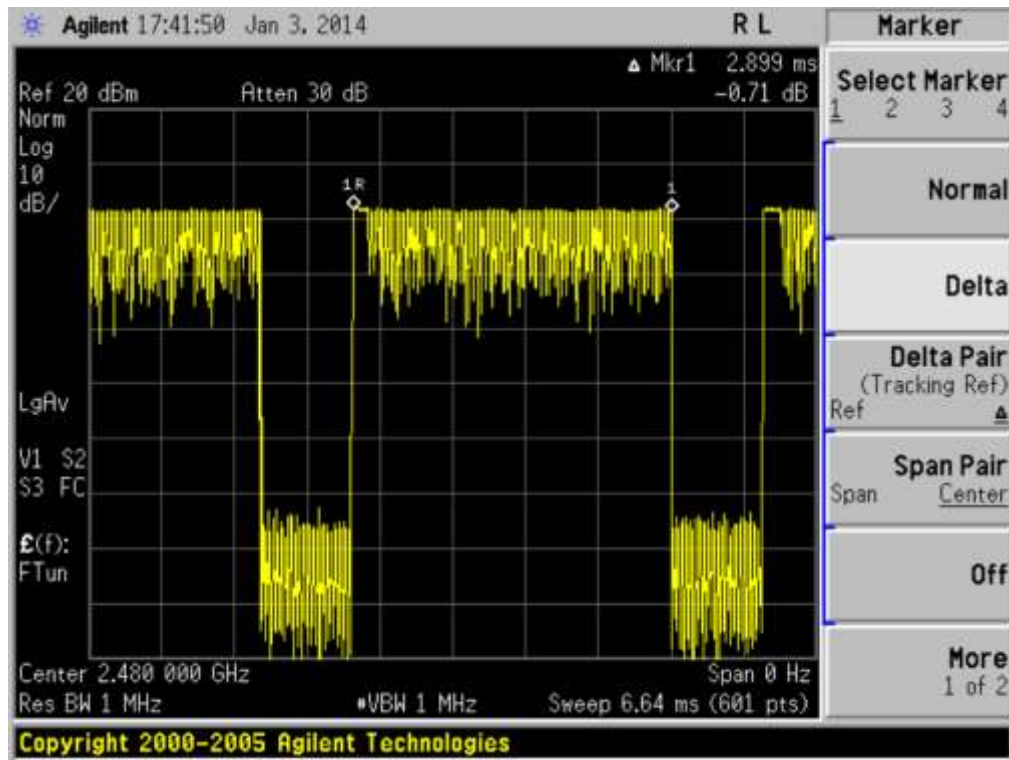 Agilent 17:41:50 Jan 3, 2014 R L
Marker
Δ Mkr1 2.899 ms
Ref 20 dBm Atten 30 dB -0.71 dB
Norm
Log
10
dB/
1R
1
LgAv
V1 S2
S3 FC
£(f):
FTun
Center 2.480 000 GHz Span 0 Hz
Res BW 1 MHz #VBW 1 MHz Sweep 6.64 ms (601 pts)
Copyright 2000-2005 Agilent Technologies
Select Marker
1 2 3 4
Normal
Delta
Delta Pair
(Tracking Ref)
Ref Δ
Span Pair
Span Center
Off
More
1 of 2